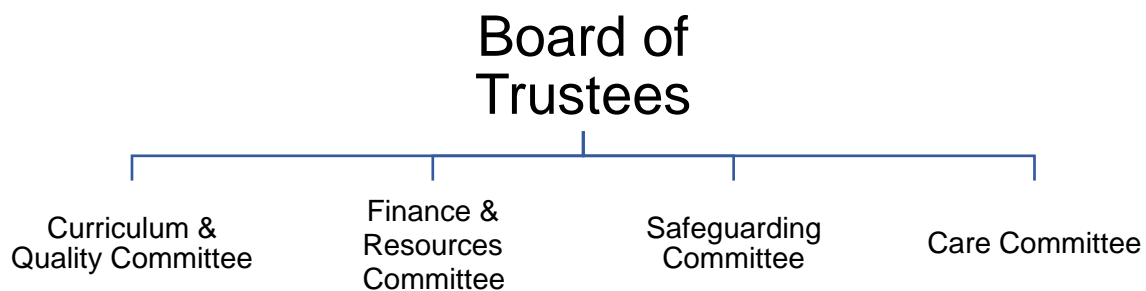 Board of
Trustees
Curriculum &
Quality Committee
Finance &
Resources
Committee
Safeguarding
Committee
Care Committee